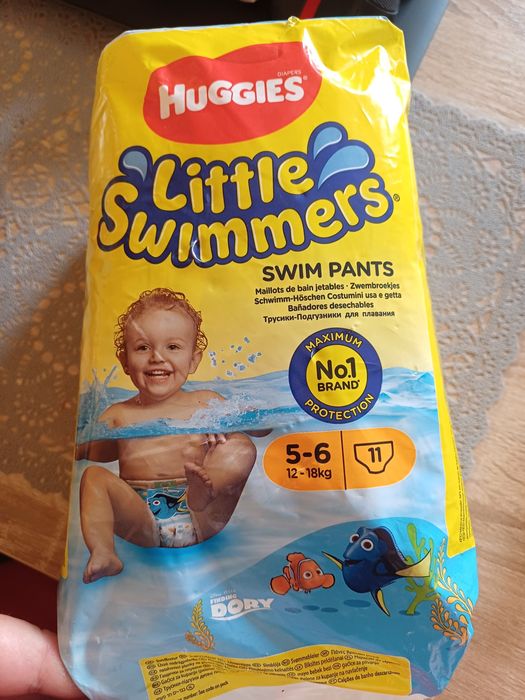 DIAPERS
HUGGIES®
Little
Swimmers®
SWIM PANTS
Maillots de bain jetables · Zwembroekjes
Schwimm-Höschen Costumini usa e getta
Bañadores desechables
Трусики-Подгузники для плавания
MAXIMUM
No.1
BRAND*
PROTECTION
5-6
12-18kg
11
FINDING
DORY